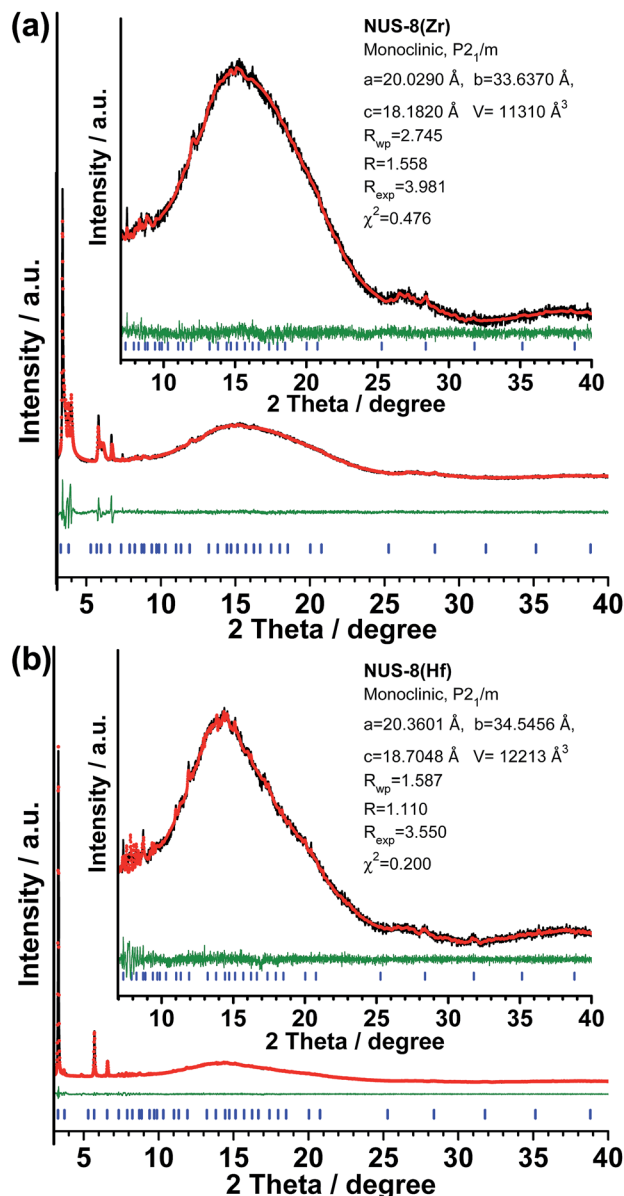 (a)
NUS-8(Zr)
Monoclinic, P2₁/m
a=20.0290 Å, b=33.6370 Å,
c=18.1820 Å V= 11310 Å³
R_wp=2.745
R=1.558
R_exp=3.981
χ²=0.476
Intensity / a.u.
10 15 20 25 30 35 40
2 Theta / degree
Intensity / a.u.
5 10 15 20 25 30 35 40
2 Theta / degree
(b)
NUS-8(Hf)
Monoclinic, P2₁/m
a=20.3601 Å, b=34.5456 Å,
c=18.7048 Å V= 12213 Å³
R_wp=1.587
R=1.110
R_exp=3.550
χ²=0.200
Intensity / a.u.
10 15 20 25 30 35 40
2 Theta / degree
Intensity / a.u.
5 10 15 20 25 30 35 40
2 Theta / degree